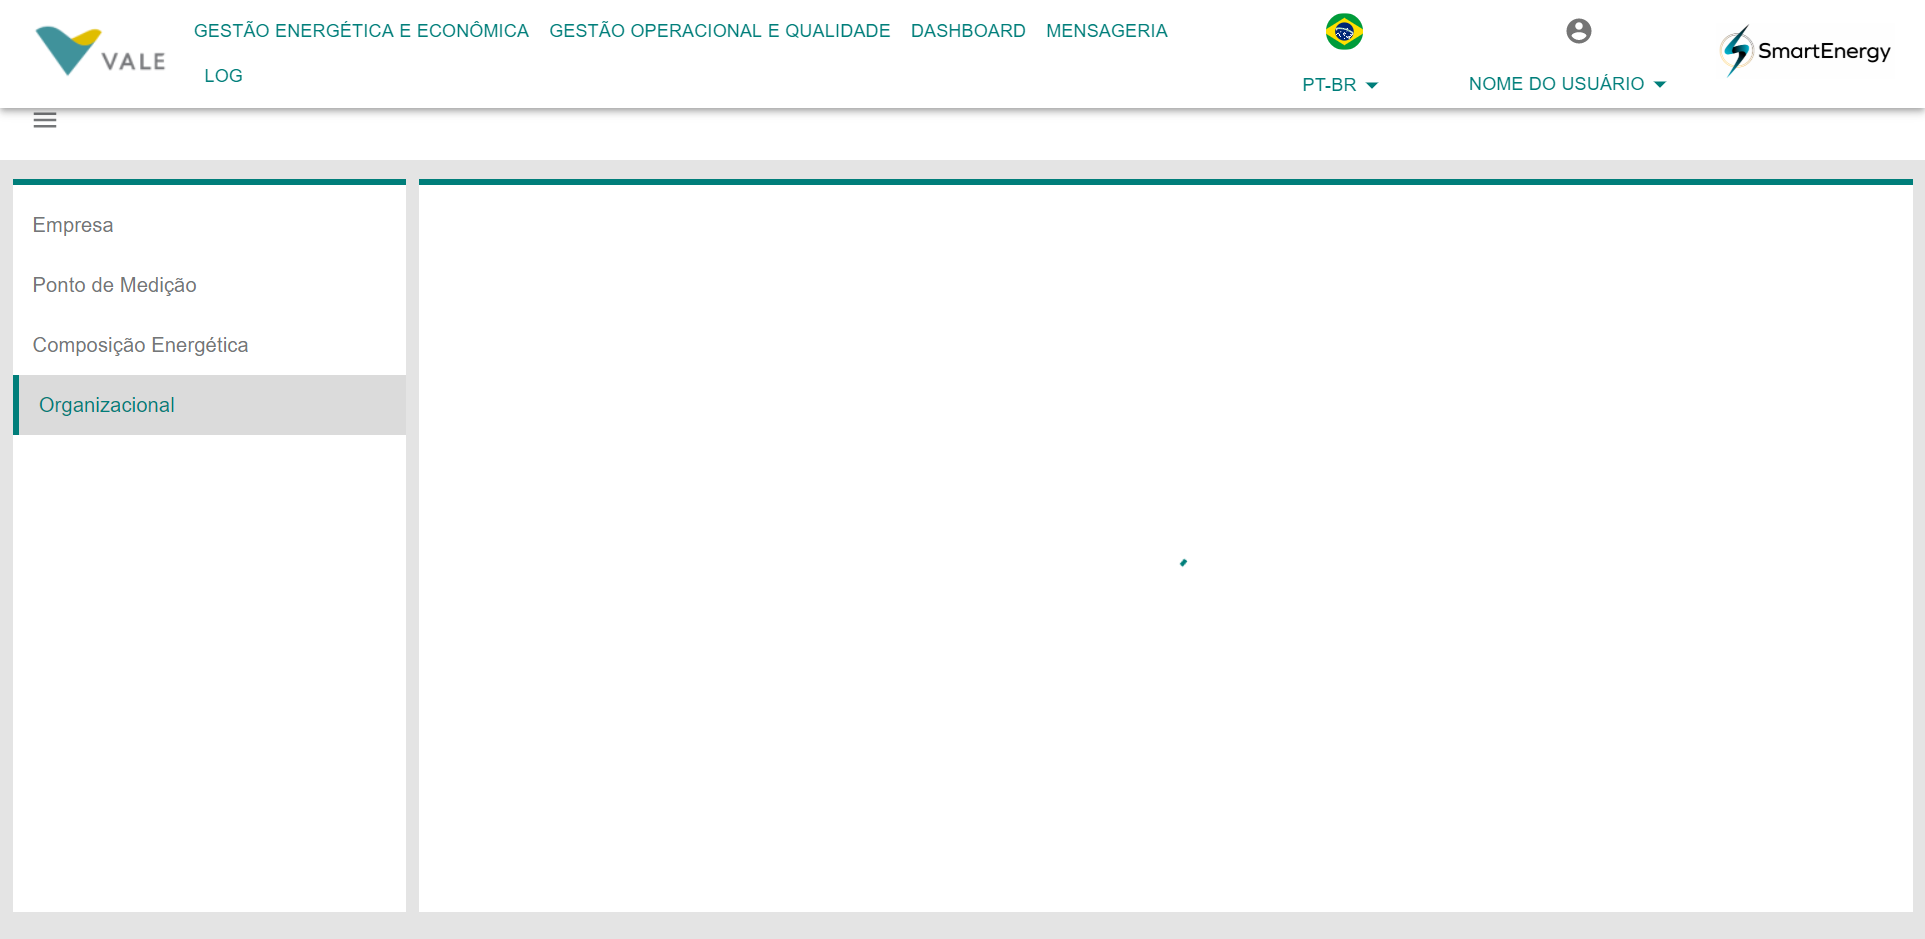 VALE
GESTÃO ENERGÉTICA E ECONÔMICA GESTÃO OPERACIONAL E QUALIDADE DASHBOARD MENSAGERIA
LOG
PT-BR
NOME DO USUÁRIO
SmartEnergy
Empresa
Ponto de Medição
Composição Energética
Organizacional